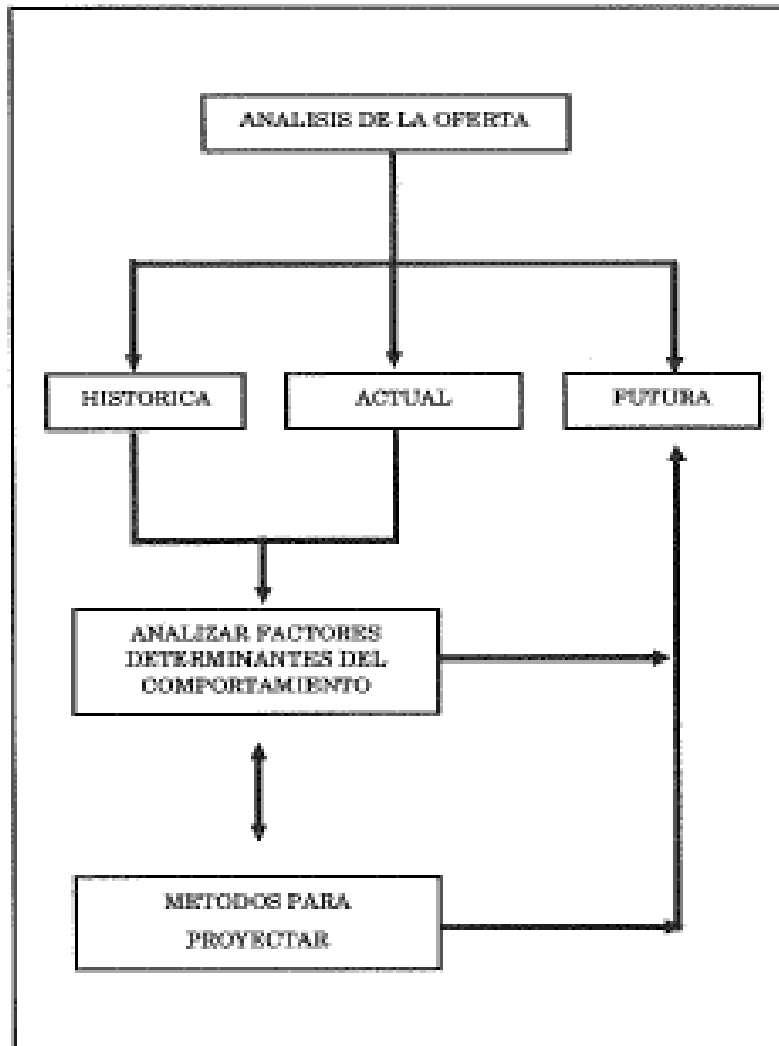 ANALISIS DE LA OFERTA
HISTORICA
ACTUAL
FUTURA
ANALIZAR FACTORES
DETERMINANTES DEL
COMPORTAMIENTO
METODOS PARA
PROYECTAR